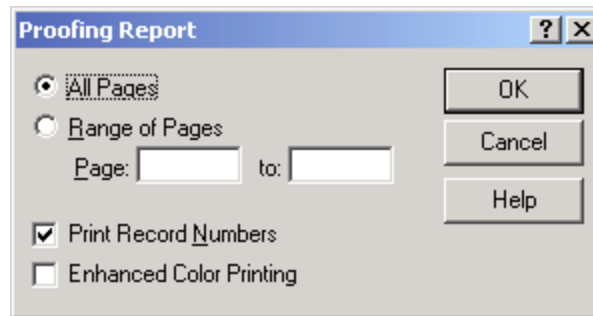 Proofing Report
All Pages
OK
Range of Pages
Cancel
Page: to:
Help
Print Record Numbers
Enhanced Color Printing